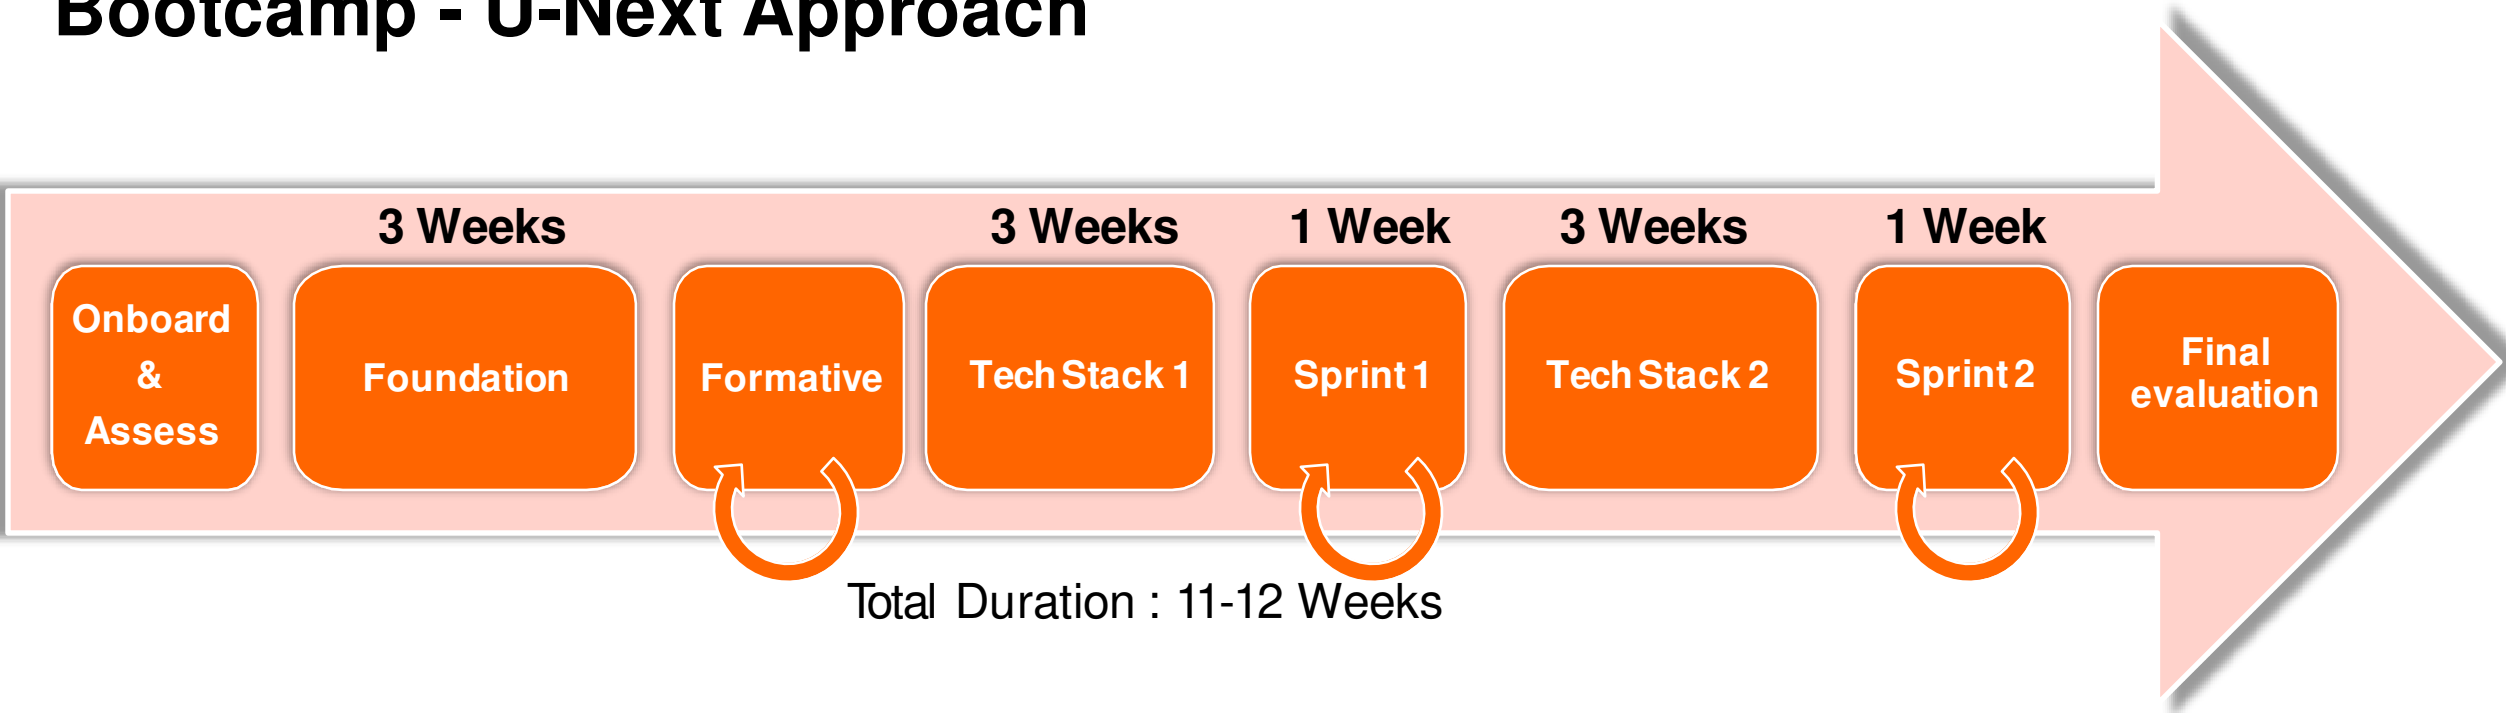 Bootcamp - U-Next Approach
3 Weeks
3 Weeks
1 Week
3 Weeks
1 Week
Onboard
&
Assess
Foundation
Formative
Tech Stack 1
Sprint 1
Tech Stack 2
Sprint 2
Final
evaluation
Total Duration : 11-12 Weeks